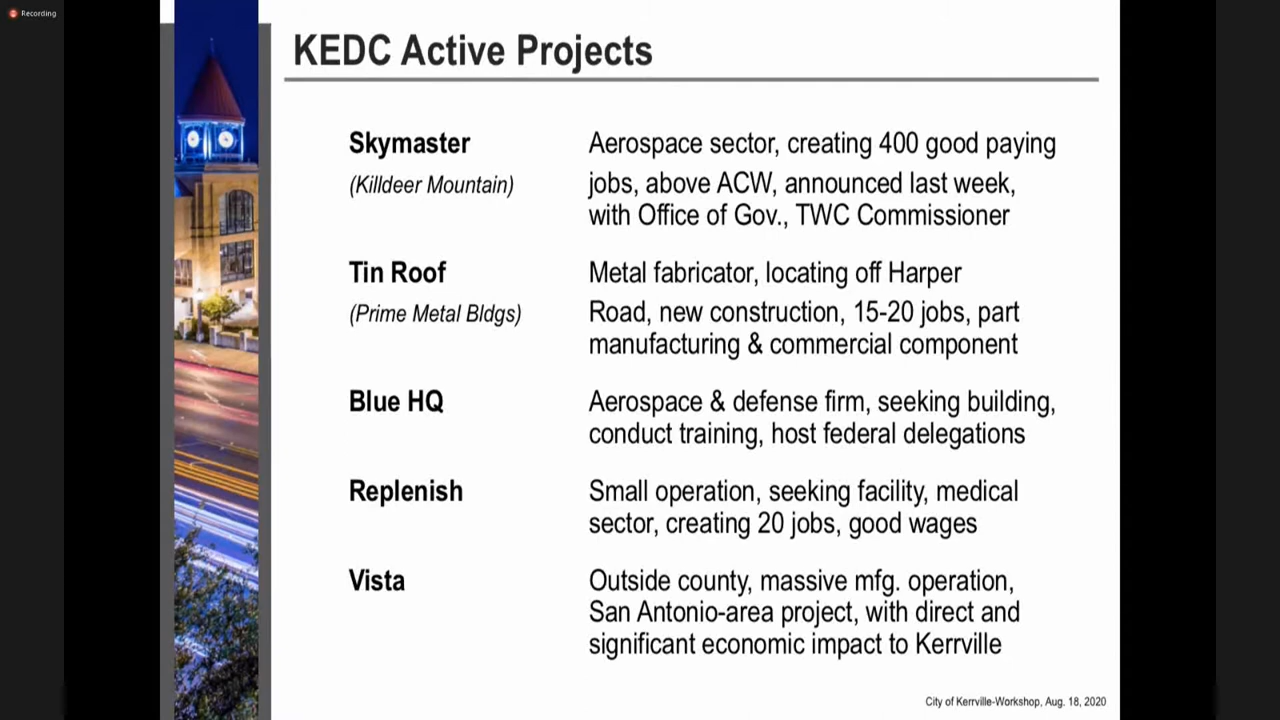 Recording
KEDC Active Projects
Skymaster
(Killdeer Mountain)
Aerospace sector, creating 400 good paying
jobs, above ACW, announced last week,
with Office of Gov., TWC Commissioner
Tin Roof
(Prime Metal Bldgs)
Metal fabricator, locating off Harper
Road, new construction, 15-20 jobs, part
manufacturing & commercial component
Blue HQ
Aerospace & defense firm, seeking building,
conduct training, host federal delegations
Replenish
Small operation, seeking facility, medical
sector, creating 20 jobs, good wages
Vista
Outside county, massive mfg. operation,
San Antonio-area project, with direct and
significant economic impact to Kerrville
City of Kerrville-Workshop, Aug. 18, 2020